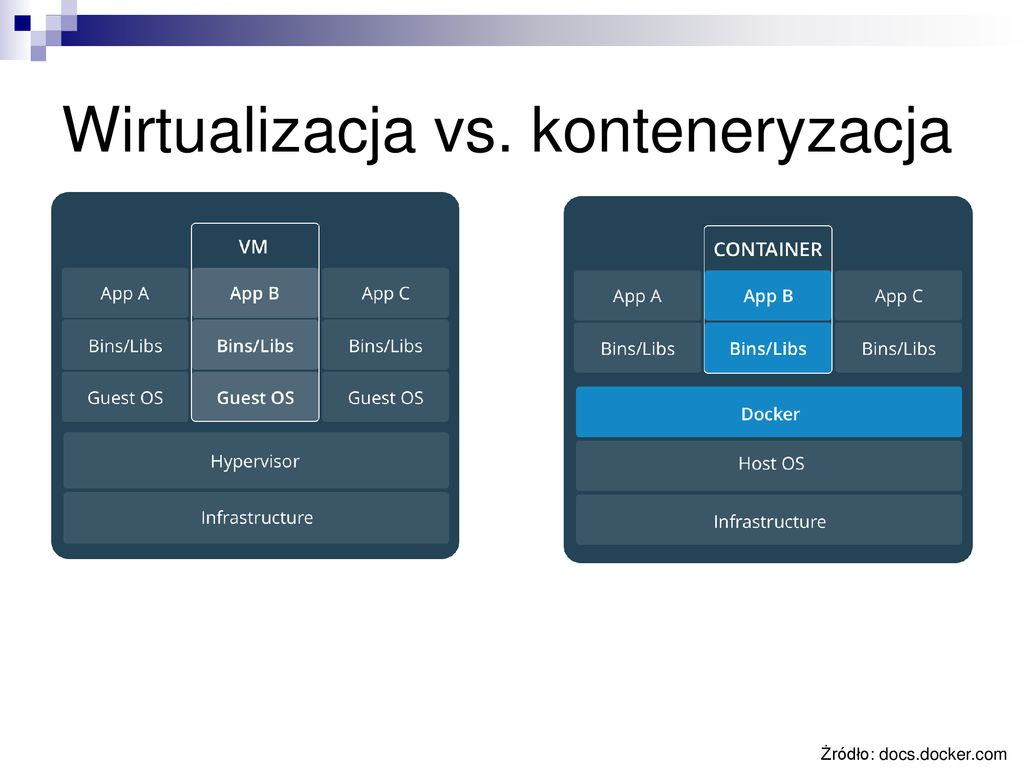 Wirtualizacja vs. konteneryzacja
VM
App A App B App C
Bins/Libs Bins/Libs Bins/Libs
Guest OS Guest OS Guest OS
Hypervisor
Infrastructure
CONTAINER
App A App B App C
Bins/Libs Bins/Libs Bins/Libs
Docker
Host OS
Infrastructure
Źródło: docs.docker.com